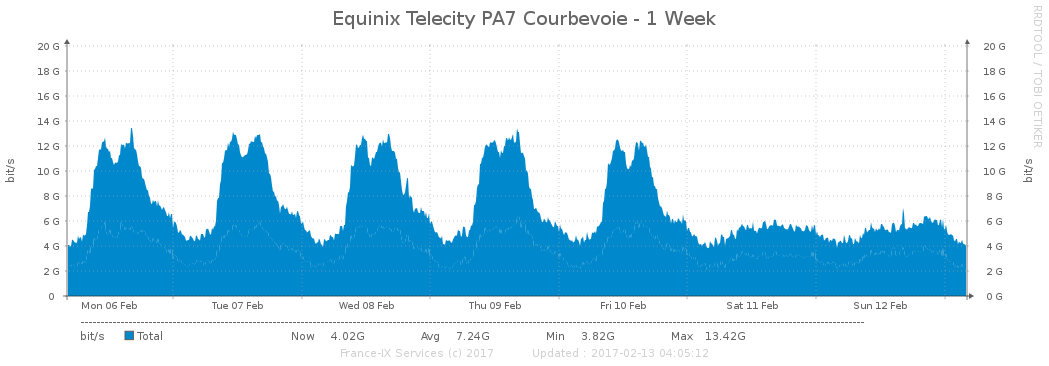 Equinix Telecity PA7 Courbevoie - 1 Week
RRDTOOL / TOBI OETIKER
bit/s
20 G 20 G
18 G 18 G
16 G 16 G
14 G 14 G
12 G 12 G
10 G 10 G
8 G 8 G
6 G 6 G
4 G 4 G
2 G 2 G
0 0 G
bit/s
Mon 06 Feb Tue 07 Feb Wed 08 Feb Thu 09 Feb Fri 10 Feb Sat 11 Feb Sun 12 Feb
bit/s Total Now 4.02G Avg 7.24G Min 3.82G Max 13.42G
France-IX Services (c) 2017 Updated : 2017-02-13 04:05:12